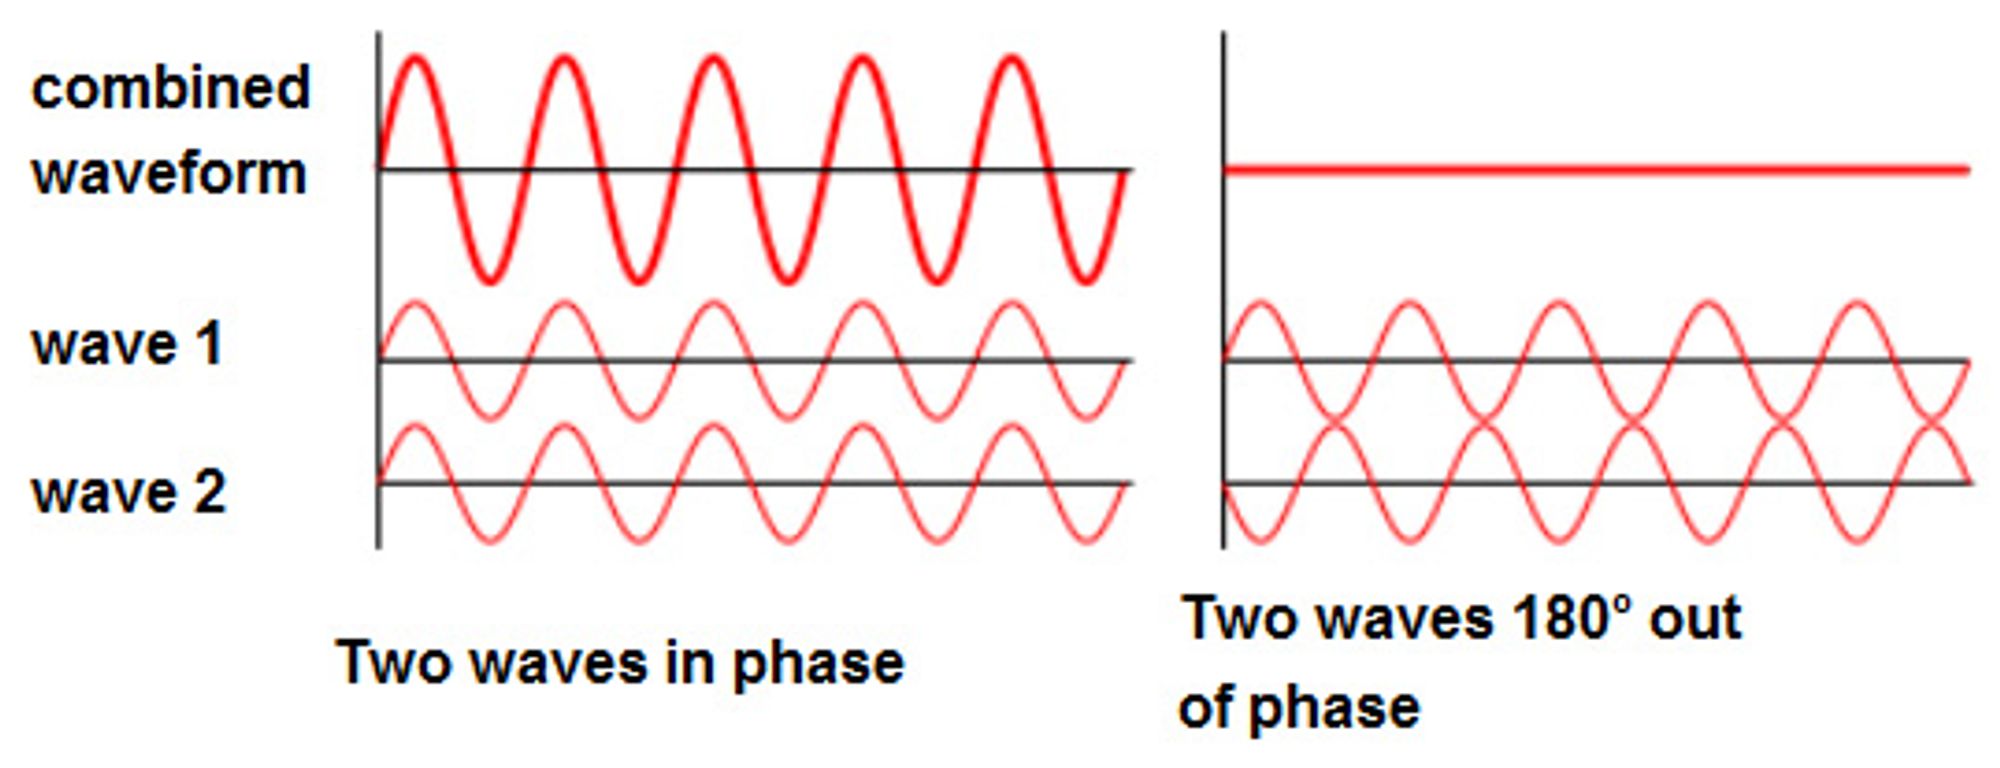 combined
waveform
wave 1
wave 2
Two waves in phase
Two waves 180° out
of phase